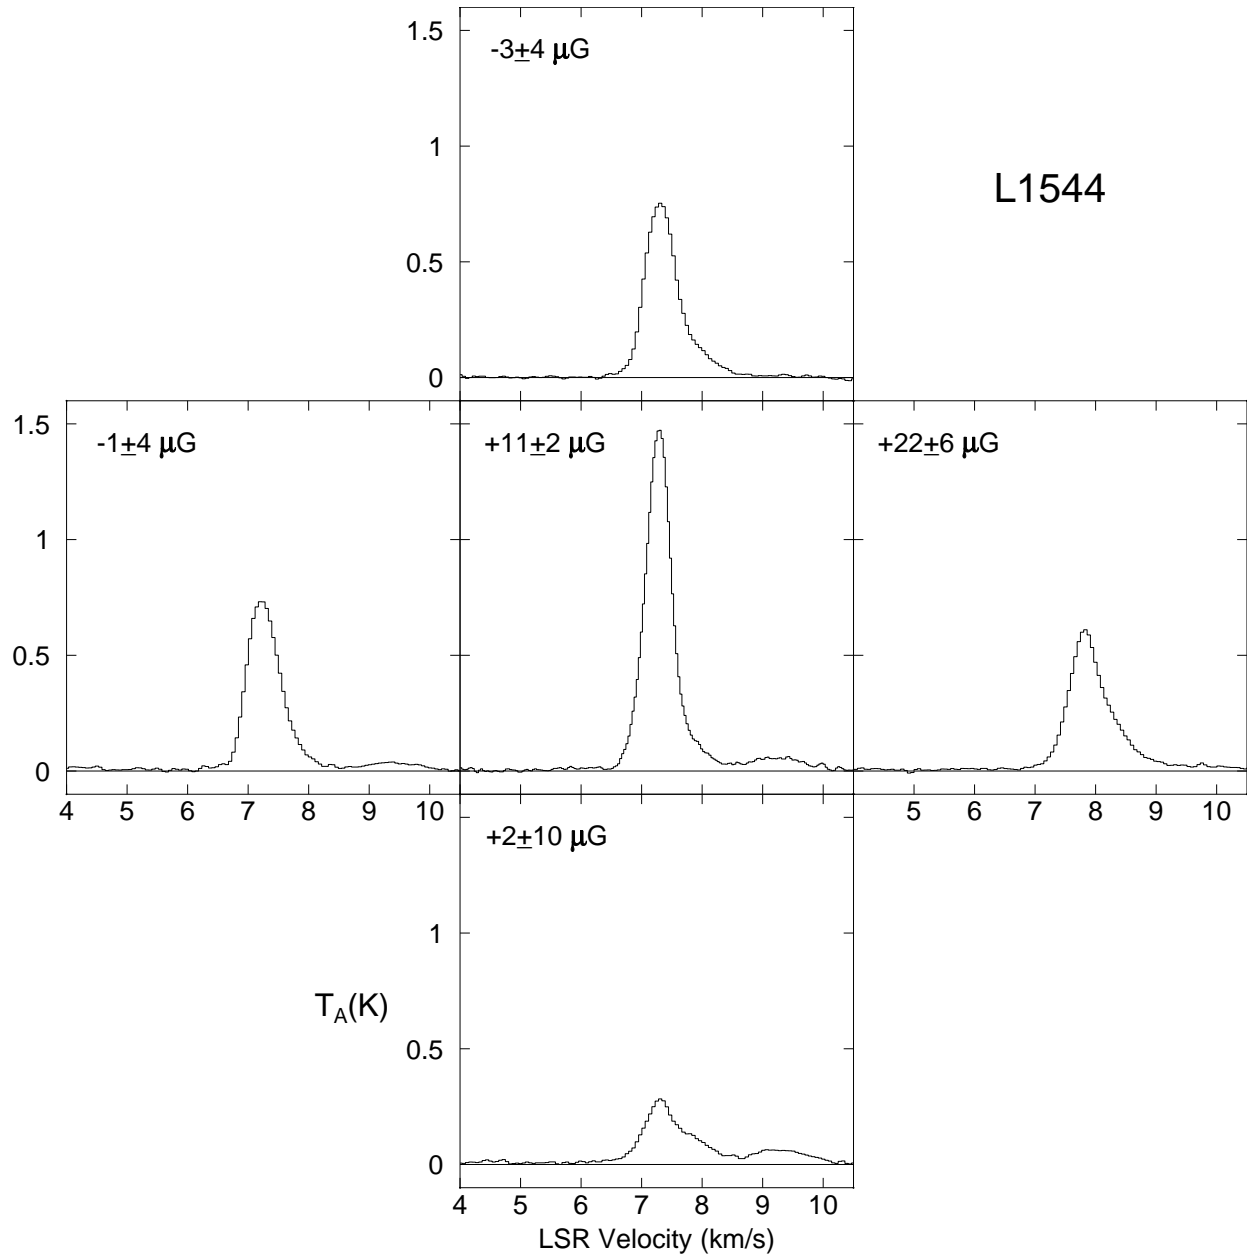 1.5
-3±4 μG
1
L1544
0.5
0
1.5
-1±4 μG
+11±2 μG
+22±6 μG
1
0.5
0
4 5 6 7 8 9 10
5 6 7 8 9 10
+2±10 μG
1
T_A(K)
0.5
0
4 5 6 7 8 9 10
LSR Velocity (km/s)